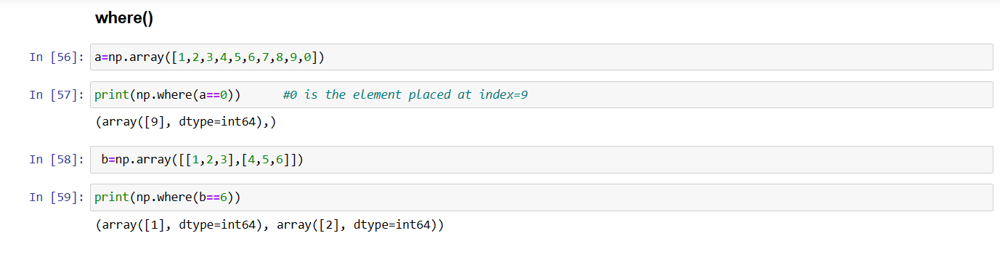 where()
In [56]: a=np.array([1,2,3,4,5,6,7,8,9,0])
In [57]: print(np.where(a==0))      #0 is the element placed at index=9
(array([9], dtype=int64),)
In [58]:  b=np.array([[1,2,3],[4,5,6]])
In [59]: print(np.where(b==6))
(array([1], dtype=int64), array([2], dtype=int64))